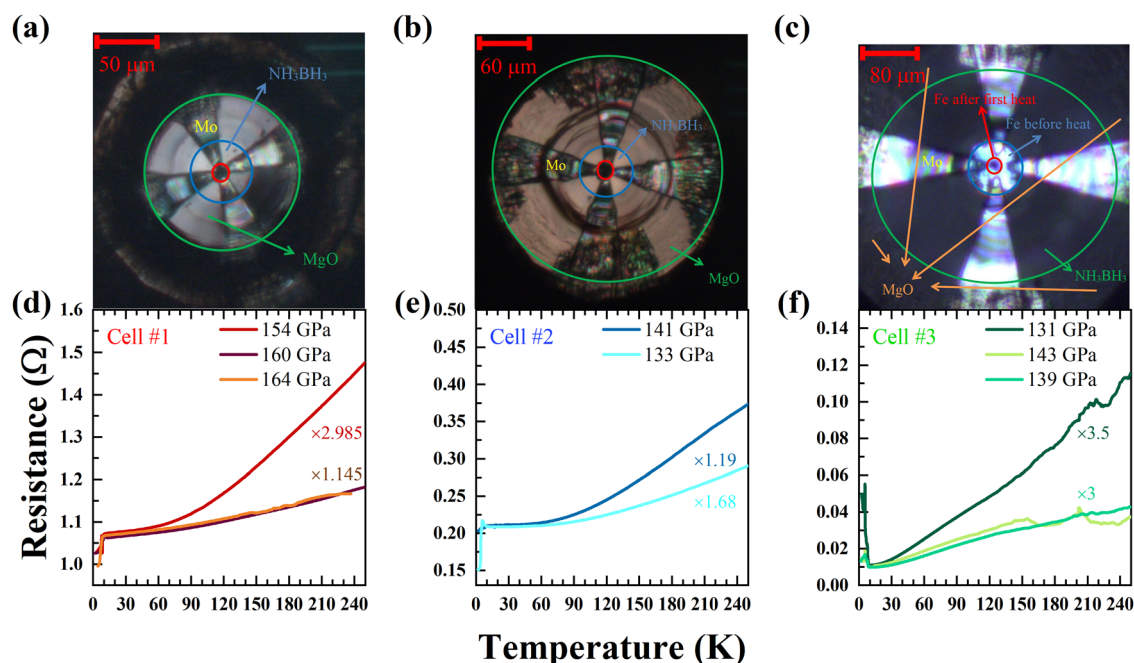 (a)
50 μm
NH₃BH₃
Mo
MgO
(b)
60 μm
NH₃BH₃
Mo
MgO
(c)
80 μm
Fe after first heat
Fe before heat
Mo
MgO
NH₃BH₃
(d)
Resistance (Ω)
1.6
1.5
1.4
1.3
1.2
1.1
1.0
Cell #1
154 GPa
160 GPa
164 GPa
×2.985
×1.145
0 30 60 90 120 150 180 210 240
(e)
0.50
0.45
0.40
0.35
0.30
0.25
0.20
0.15
Cell #2
141 GPa
133 GPa
×1.19
×1.68
0 30 60 90 120 150 180 210 240
(f)
0.14
0.12
0.10
0.08
0.06
0.04
0.02
0.00
Cell #3
131 GPa
143 GPa
139 GPa
×3.5
×3
0 30 60 90 120 150 180 210 240
Temperature (K)